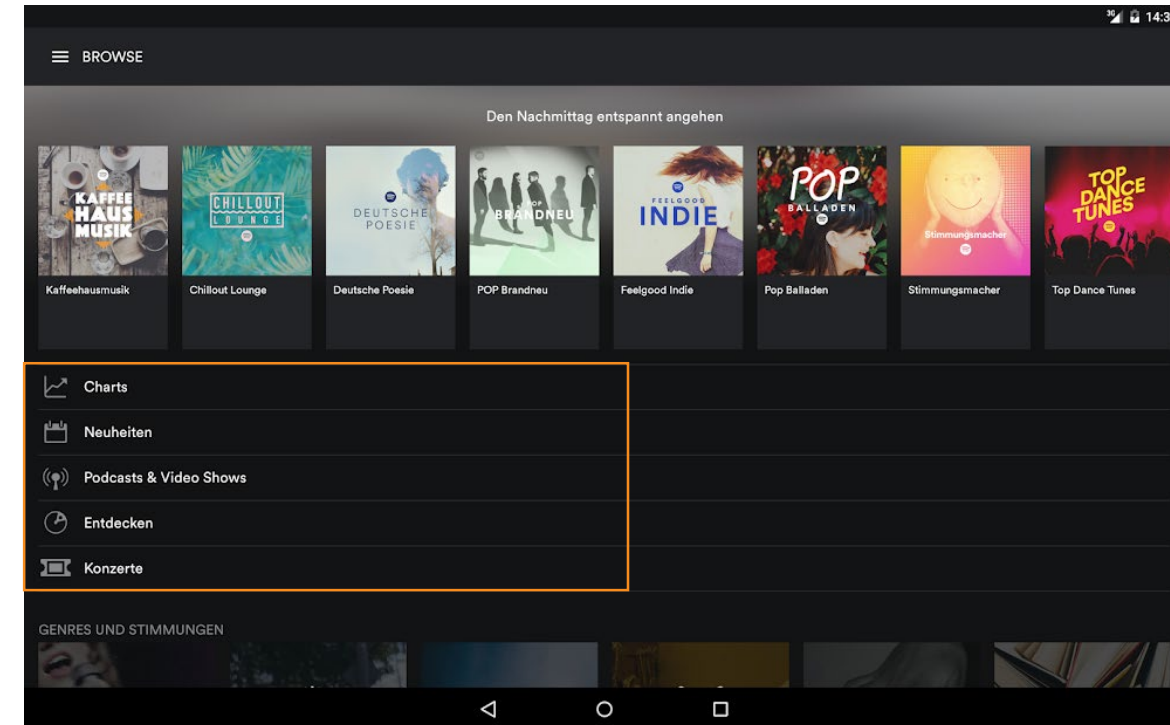 3G 14:3
BROWSE
Den Nachmittag entspannt angehen
KAFFEE
HAUS
MUSIK
CHILLOUT
LOUNGE
DEUTSCHE
POESIE
POP
BRANDNEU
FEELGOOD
INDIE
POP
BALLADEN
Stimmungsmacher
TOP
DANCE
TUNES
Kaffeehausmusik
Chillout Lounge
Deutsche Poesie
POP Brandneu
Feelgood Indie
Pop Balladen
Stimmungsmacher
Top Dance Tunes
Charts
Neuheiten
Podcasts & Video Shows
Entdecken
Konzerte
GENRES UND STIMMUNGEN